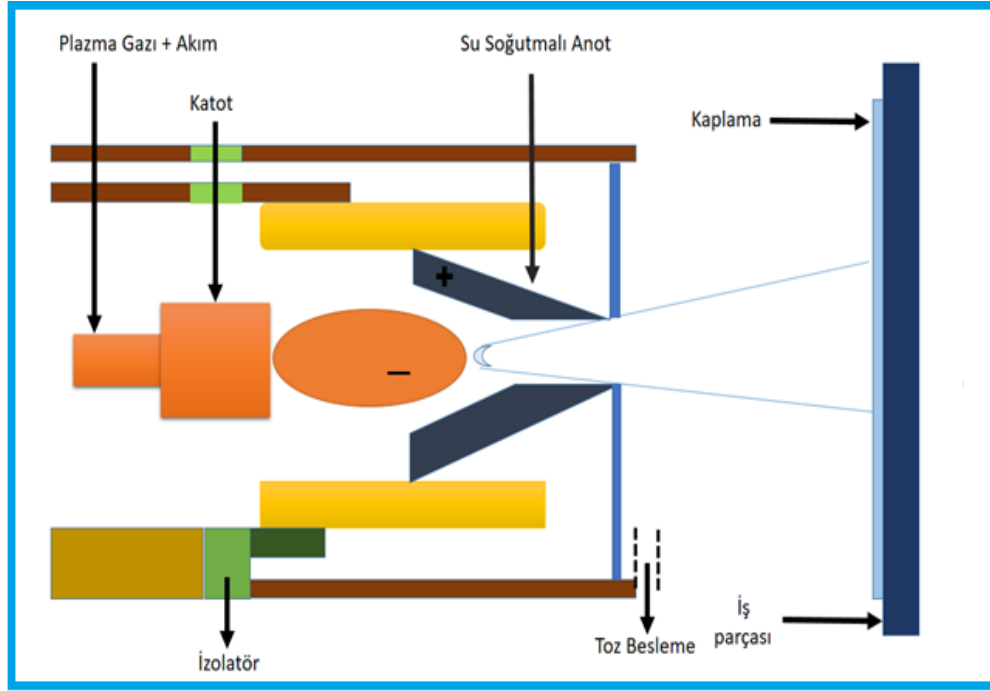 Plazma Gazı + Akım
Su Soğutmalı Anot
Katot
Kaplama
+
–
İş
parçası
Toz Besleme
İzolatör